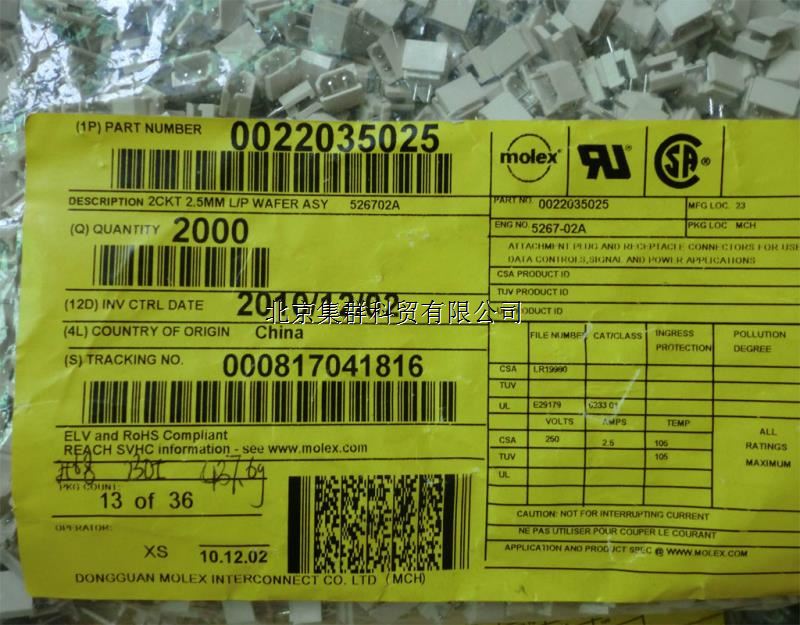 (1P) PART NUMBER 0022035025
DESCRIPTION 2CKT 2.5MM L/P WAFER ASY 526702A
(Q) QUANTITY 2000
(12D) INV CTRL DATE 2010/12/02
北京集群科贸有限公司
(4L) COUNTRY OF ORIGIN China
(S) TRACKING NO. 000817041816
ELV and RoHS Compliant
REACH SVHC information - see www.molex.com
PKG COUNT:
13 of 36
OPERATOR:
XS 10.12.02
DONGGUAN MOLEX INTERCONNECT CO. LTD (MCH)
molex®
PART NO. 0022035025 MFG LOC. 23
ENG NO. 5267-02A PKG LOC MCH
ATTACHMENT PLUG AND RECEPTACLE CONNECTORS FOR USE
DATA CONTROLS, SIGNAL AND POWER APPLICATIONS
CSA PRODUCT ID
TUV PRODUCT ID
PRODUCT ID
FILE NUMBER CAT/CLASS INGRESS PROTECTION POLLUTION DEGREE
CSA LR19980
TUV
UL E29179 6233 01
VOLTS AMPS TEMP
CSA 250 2.5 105
TUV 105
UL
ALL
RATINGS
MAXIMUM
CAUTION: NOT FOR INTERRUPTING CURRENT
NE PAS UTILISER POUR COUPER LE COURANT
APPLICATION AND PRODUCT SPEC @ WWW.MOLEX.COM